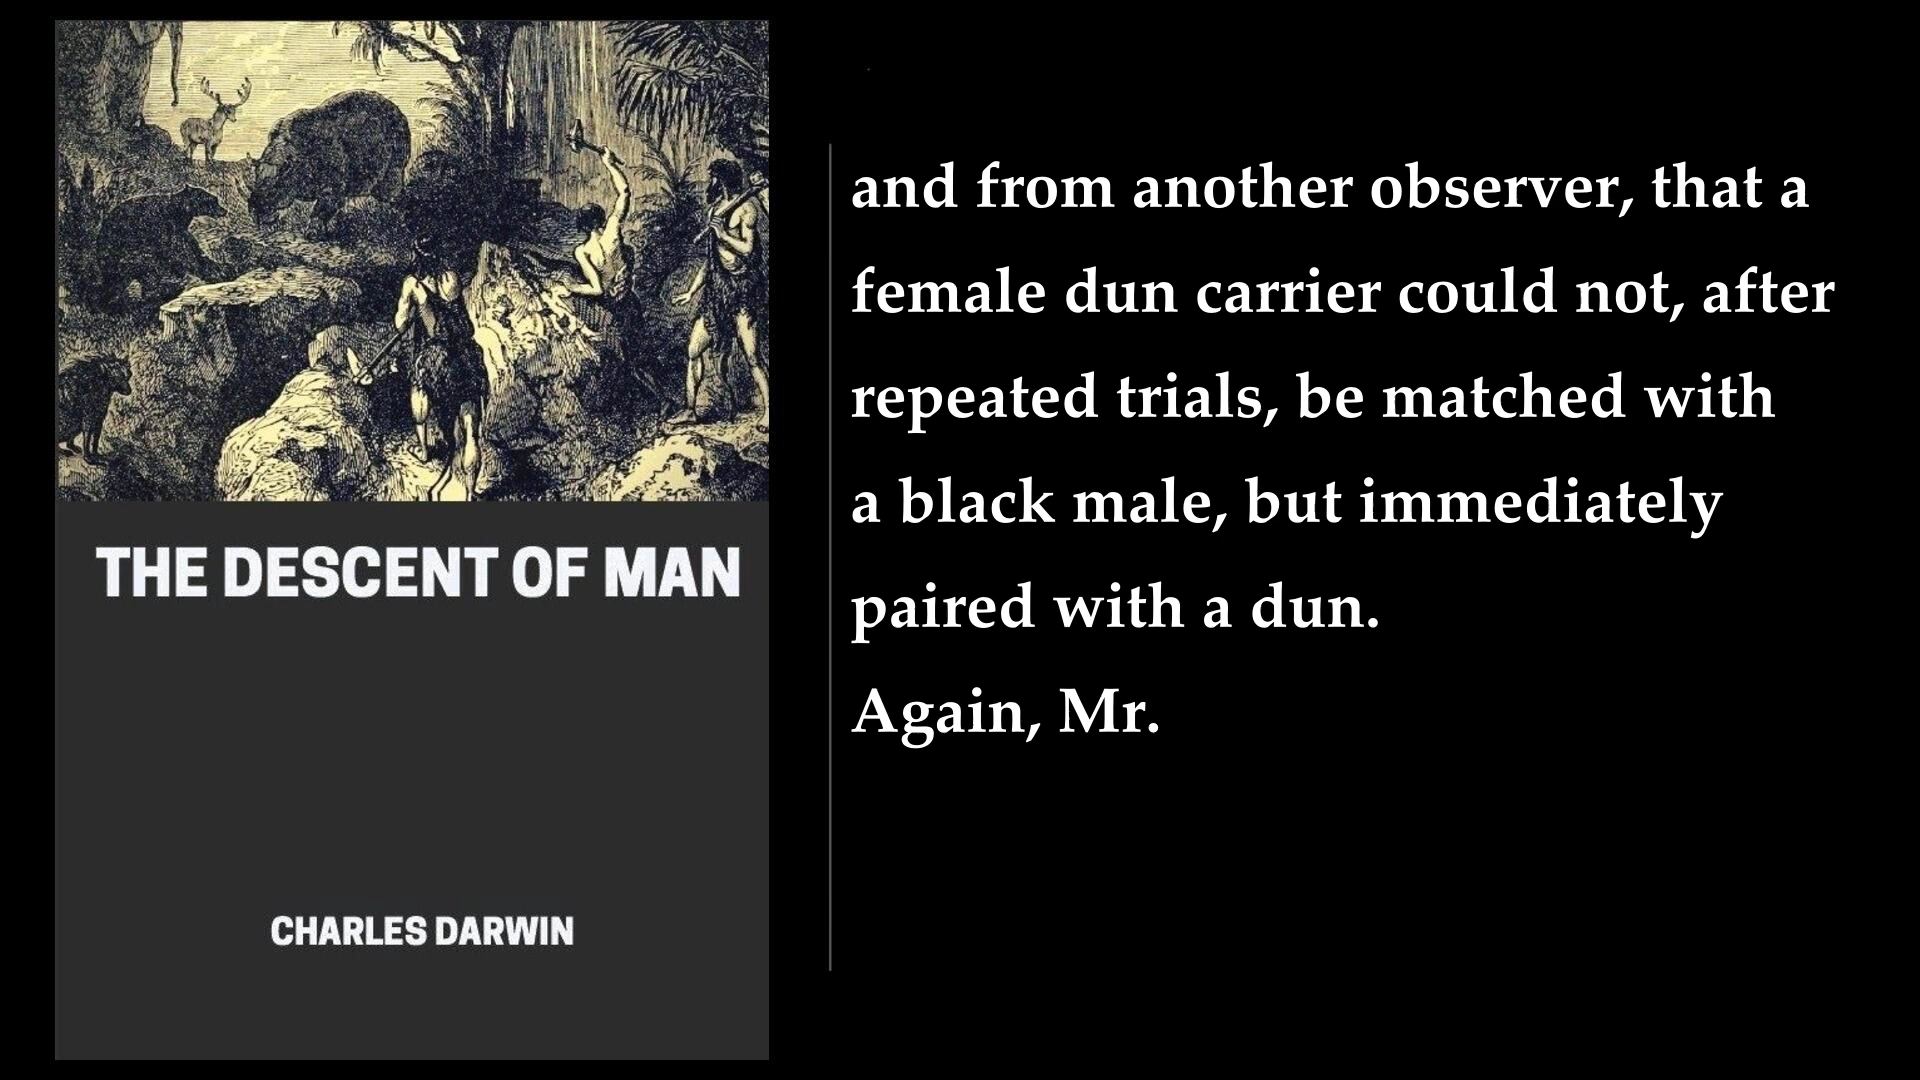 THE DESCENT OF MAN
CHARLES DARWIN
and from another observer, that a
female dun carrier could not, after
repeated trials, be matched with
a black male, but immediately
paired with a dun.
Again, Mr.